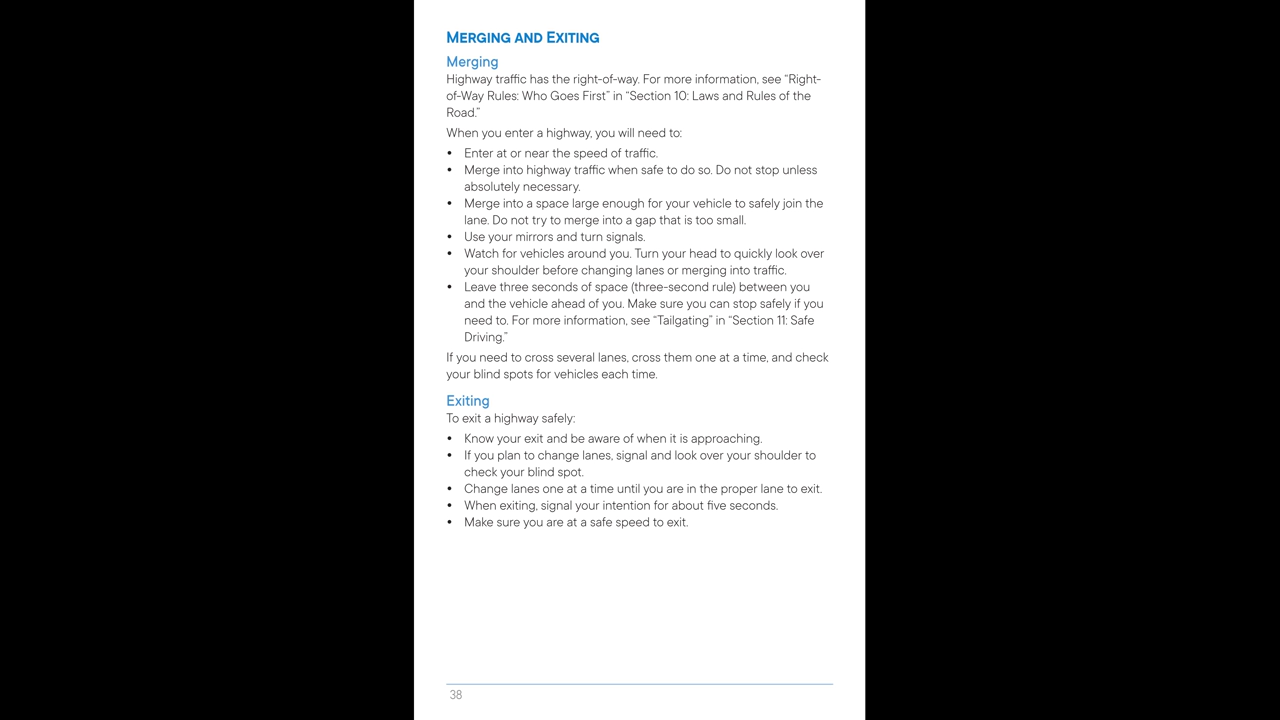 MERGING AND EXITING
Merging
Highway traffic has the right-of-way. For more information, see “Right-
of-Way Rules: Who Goes First” in “Section 10: Laws and Rules of the
Road.”
When you enter a highway, you will need to:
• Enter at or near the speed of traffic.
• Merge into highway traffic when safe to do so. Do not stop unless
absolutely necessary.
• Merge into a space large enough for your vehicle to safely join the
lane. Do not try to merge into a gap that is too small.
• Use your mirrors and turn signals.
• Watch for vehicles around you. Turn your head to quickly look over
your shoulder before changing lanes or merging into traffic.
• Leave three seconds of space (three-second rule) between you
and the vehicle ahead of you. Make sure you can stop safely if you
need to. For more information, see “Tailgating” in “Section 11: Safe
Driving.”
If you need to cross several lanes, cross them one at a time, and check
your blind spots for vehicles each time.
Exiting
To exit a highway safely:
• Know your exit and be aware of when it is approaching.
• If you plan to change lanes, signal and look over your shoulder to
check your blind spot.
• Change lanes one at a time until you are in the proper lane to exit.
• When exiting, signal your intention for about five seconds.
• Make sure you are at a safe speed to exit.
38